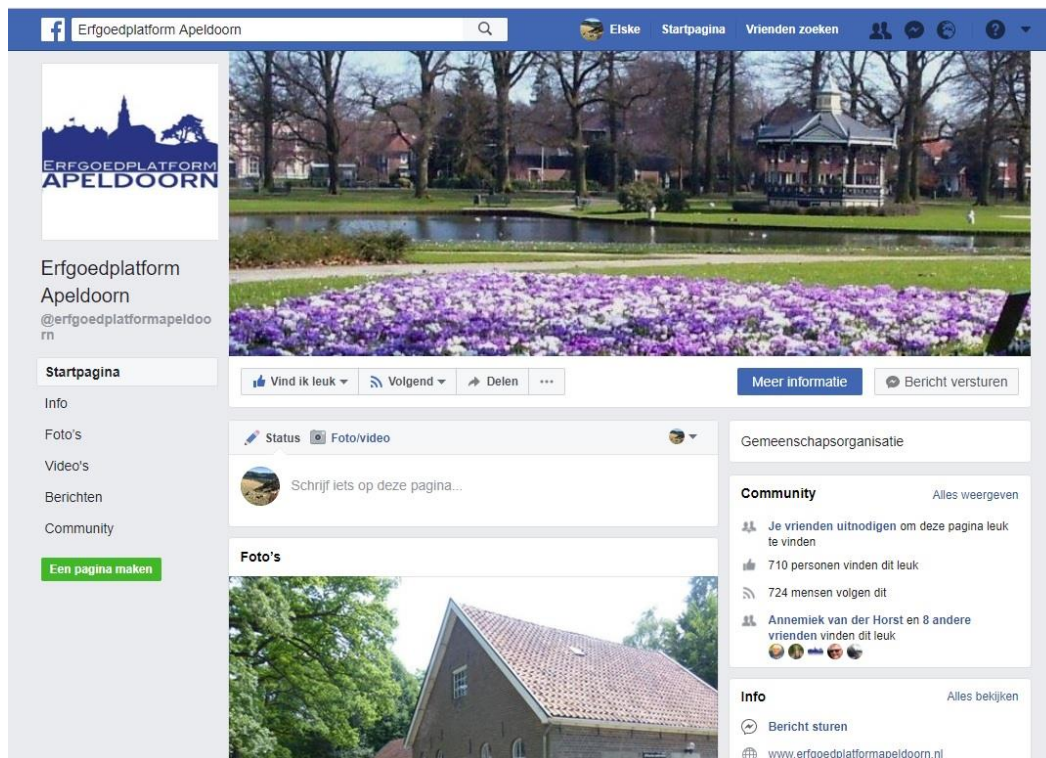 Erfgoedplatform Apeldoorn
Elske
Startpagina
Vrienden zoeken
ERFGOEDPLATFORM
APELDOORN
Erfgoedplatform
Apeldoorn
@erfgoedplatformapeldoo
rn
Startpagina
Info
Foto's
Video's
Berichten
Community
Een pagina maken
Vind ik leuk
Volgend
Delen
Meer informatie
Bericht versturen
Status
Foto/video
Schrijf iets op deze pagina...
Foto's
Gemeenschapsorganisatie
Community
Alles weergeven
Je vrienden uitnodigen om deze pagina leuk
te vinden
710 personen vinden dit leuk
724 mensen volgen dit
Annemiek van der Horst en 8 andere
vrienden vinden dit leuk
Info
Alles bekijken
Bericht sturen
www.erfgoedplatformapeldoorn.nl